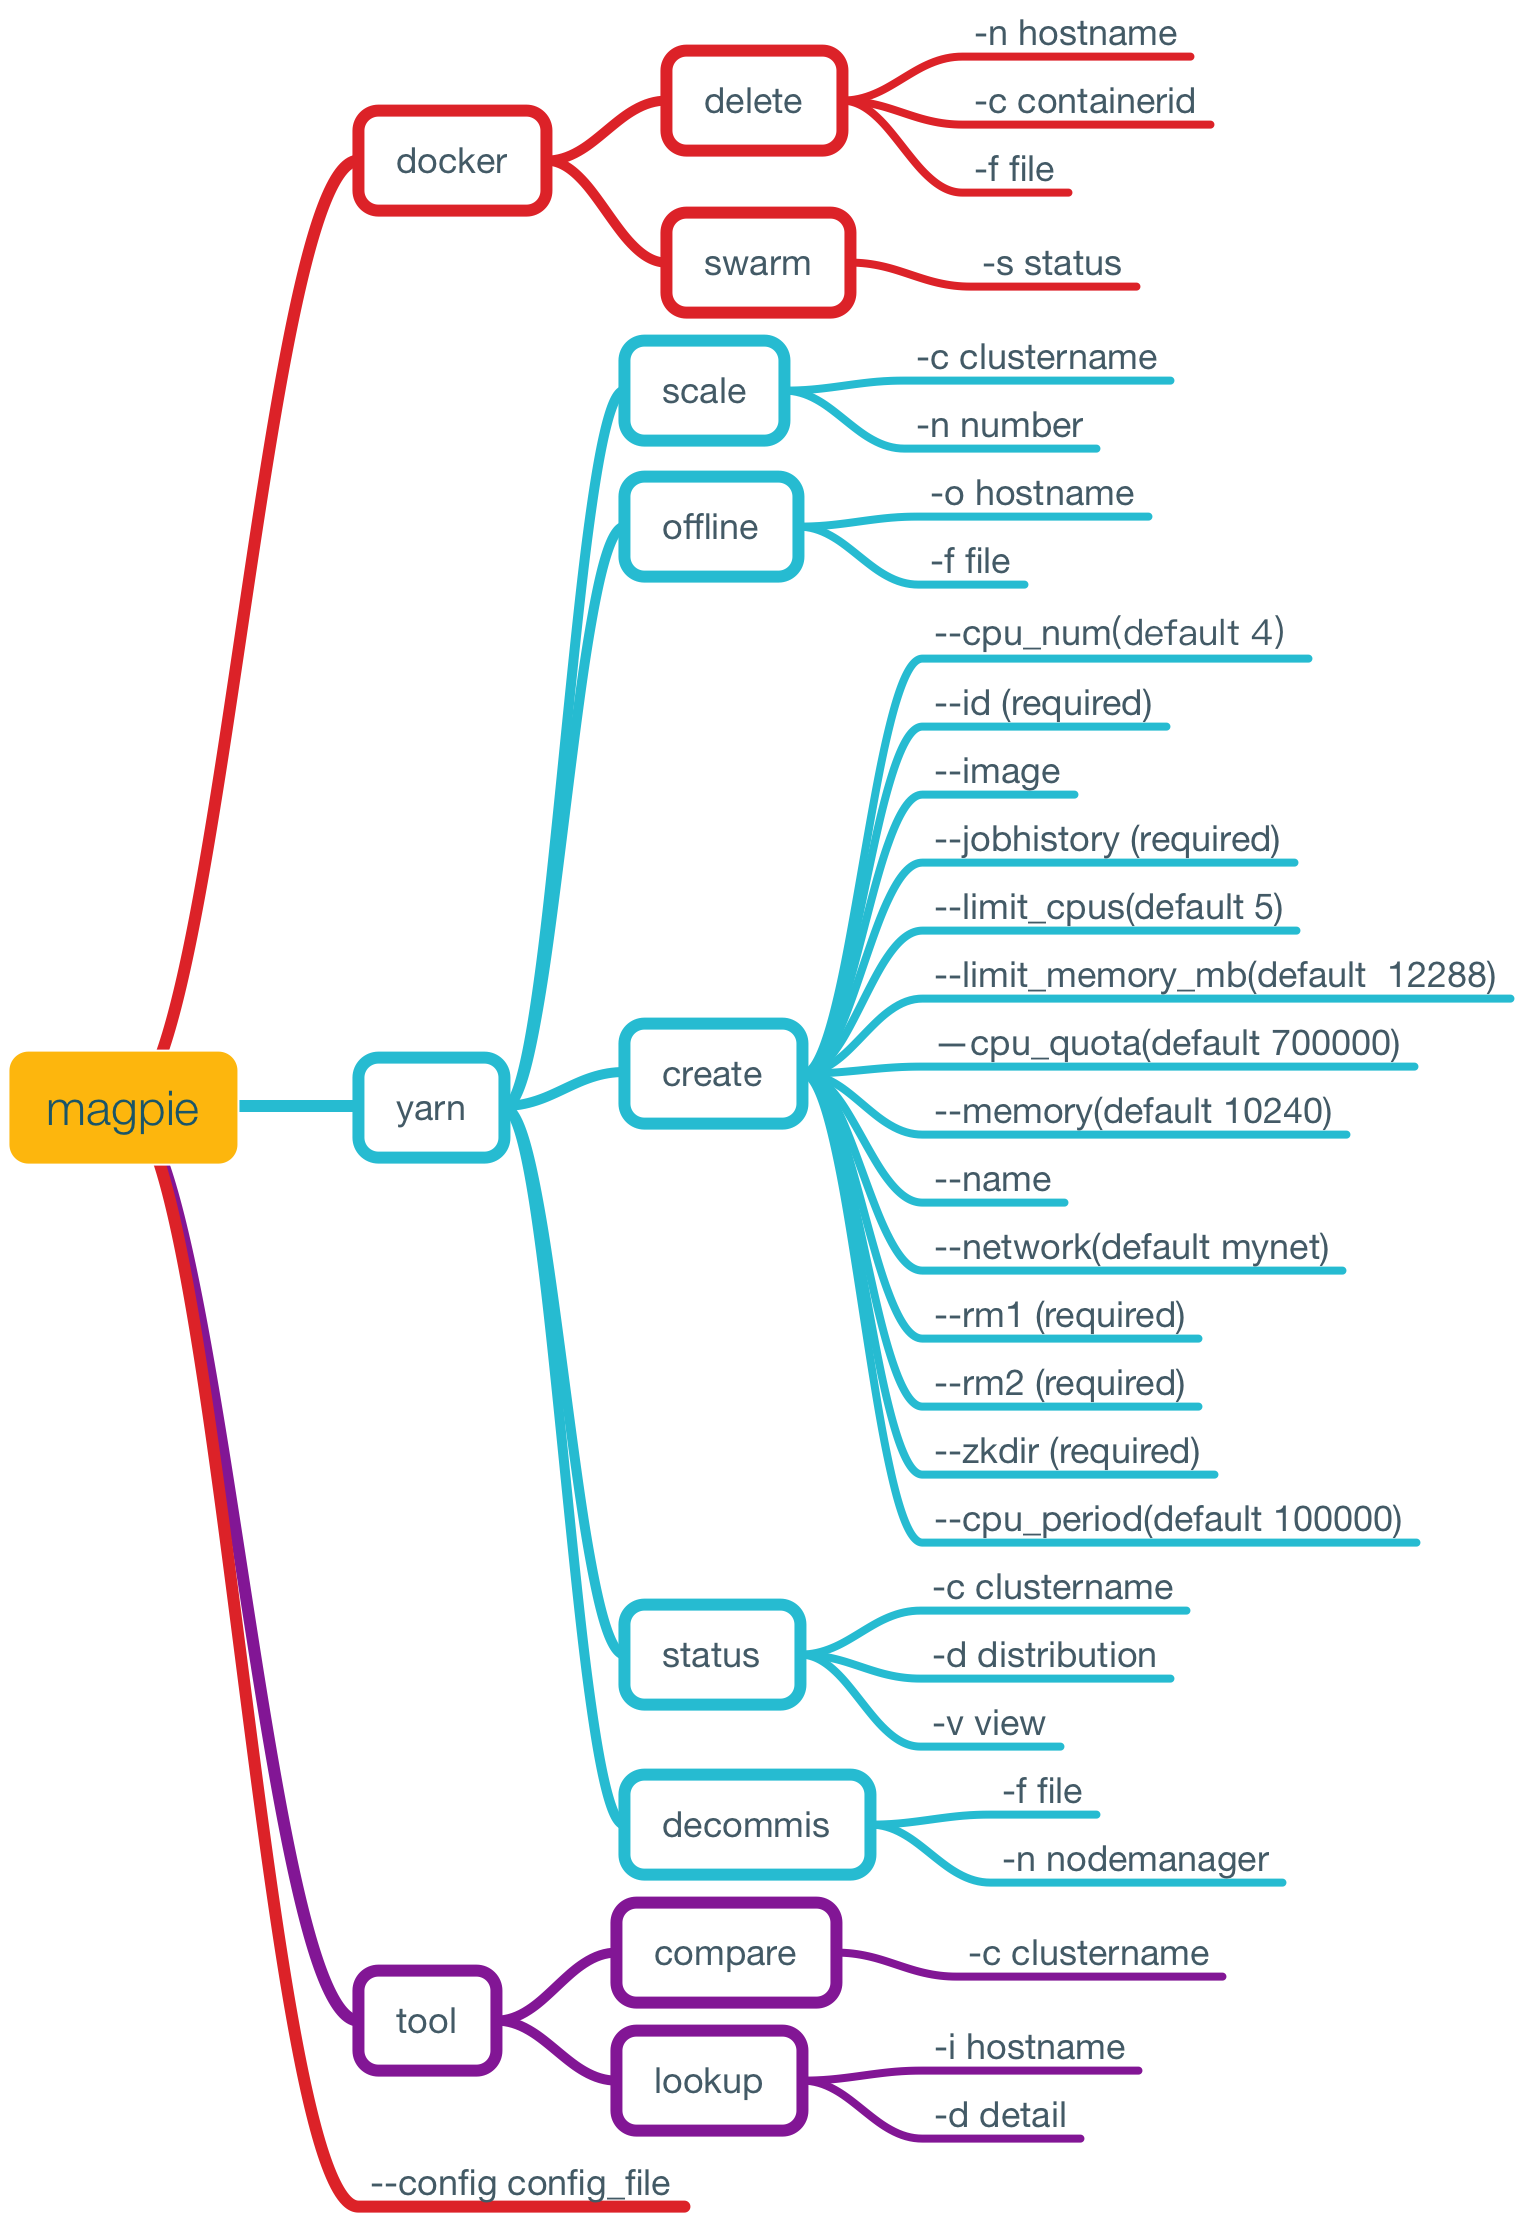 magpie
docker
delete
-n hostname
-c containerid
-f file
swarm
-s status
yarn
scale
-c clustername
-n number
offline
-o hostname
-f file
create
--cpu_num(default 4)
--id (required)
--image
--jobhistory (required)
--limit_cpus(default 5)
--limit_memory_mb(default  12288)
—cpu_quota(default 700000)
--memory(default 10240)
--name
--network(default mynet)
--rm1 (required)
--rm2 (required)
--zkdir (required)
--cpu_period(default 100000)
status
-c clustername
-d distribution
-v view
decommis
-f file
-n nodemanager
tool
compare
-c clustername
lookup
-i hostname
-d detail
--config config_file